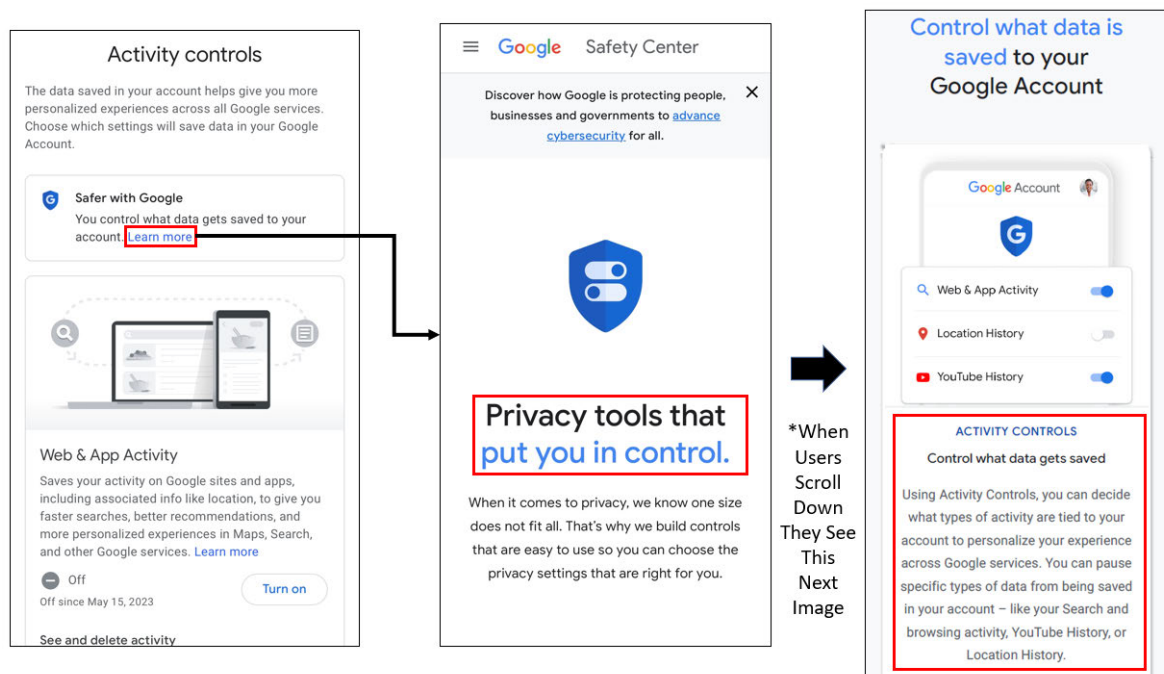 Activity controls
The data saved in your account helps give you more
personalized experiences across all Google services.
Choose which settings will save data in your Google
Account.
Safer with Google
You control what data gets saved to your
account. Learn more
Web & App Activity
Saves your activity on Google sites and apps,
including associated info like location, to give you
faster searches, better recommendations, and
more personalized experiences in Maps, Search,
and other Google services. Learn more
Off
Off since May 15, 2023
Turn on
See and delete activity
Google Safety Center
Discover how Google is protecting people,
businesses and governments to advance
cybersecurity for all.
Privacy tools that
put you in control.
When it comes to privacy, we know one size
does not fit all. That's why we build controls
that are easy to use so you can choose the
privacy settings that are right for you.
*When
Users
Scroll
Down
They See
This
Next
Image
Control what data is
saved to your
Google Account
Google Account
G
Web & App Activity
Location History
YouTube History
ACTIVITY CONTROLS
Control what data gets saved
Using Activity Controls, you can decide
what types of activity are tied to your
account to personalize your experience
across Google services. You can pause
specific types of data from being saved
in your account – like your Search and
browsing activity, YouTube History, or
Location History.